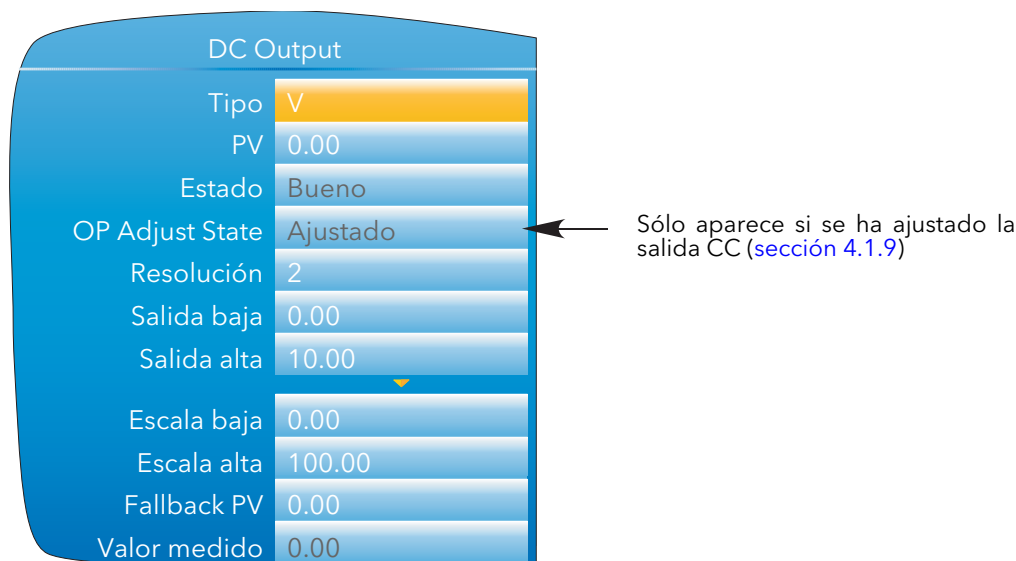 DC Output
Tipo V
PV 0.00
Estado Bueno
OP Adjust State Ajustado
Sólo aparece si se ha ajustado la
salida CC (sección 4.1.9)
Resolución 2
Salida baja 0.00
Salida alta 10.00
Escala baja 0.00
Escala alta 100.00
Fallback PV 0.00
Valor medido 0.00